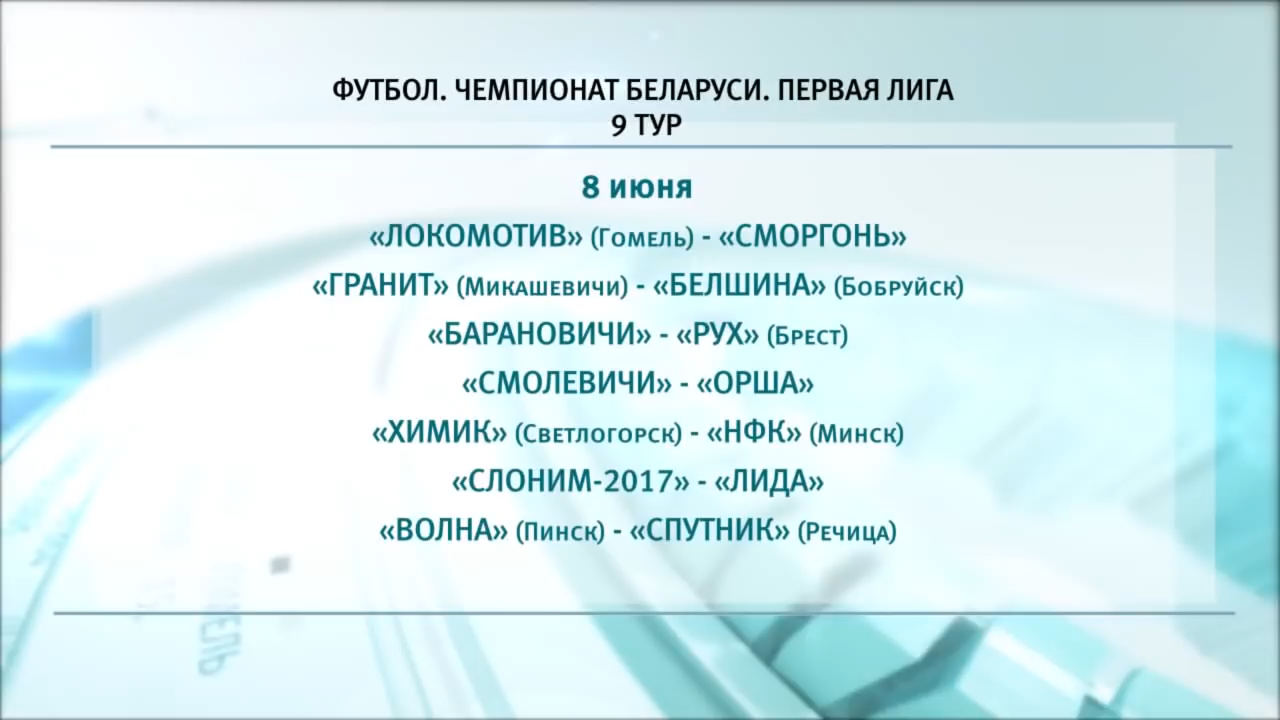 ФУТБОЛ. ЧЕМПИОНАТ БЕЛАРУСИ. ПЕРВАЯ ЛИГА
9 ТУР
8 июня
«ЛОКОМОТИВ» (Гомель) - «СМОРГОНЬ»
«ГРАНИТ» (Микашевичи) - «БЕЛШИНА» (Бобруйск)
«БАРАНОВИЧИ» - «РУХ» (Брест)
«СМОЛЕВИЧИ» - «ОРША»
«ХИМИК» (Светлогорск) - «НФК» (Минск)
«СЛОНИМ-2017» - «ЛИДА»
«ВОЛНА» (Пинск) - «СПУТНИК» (Речица)